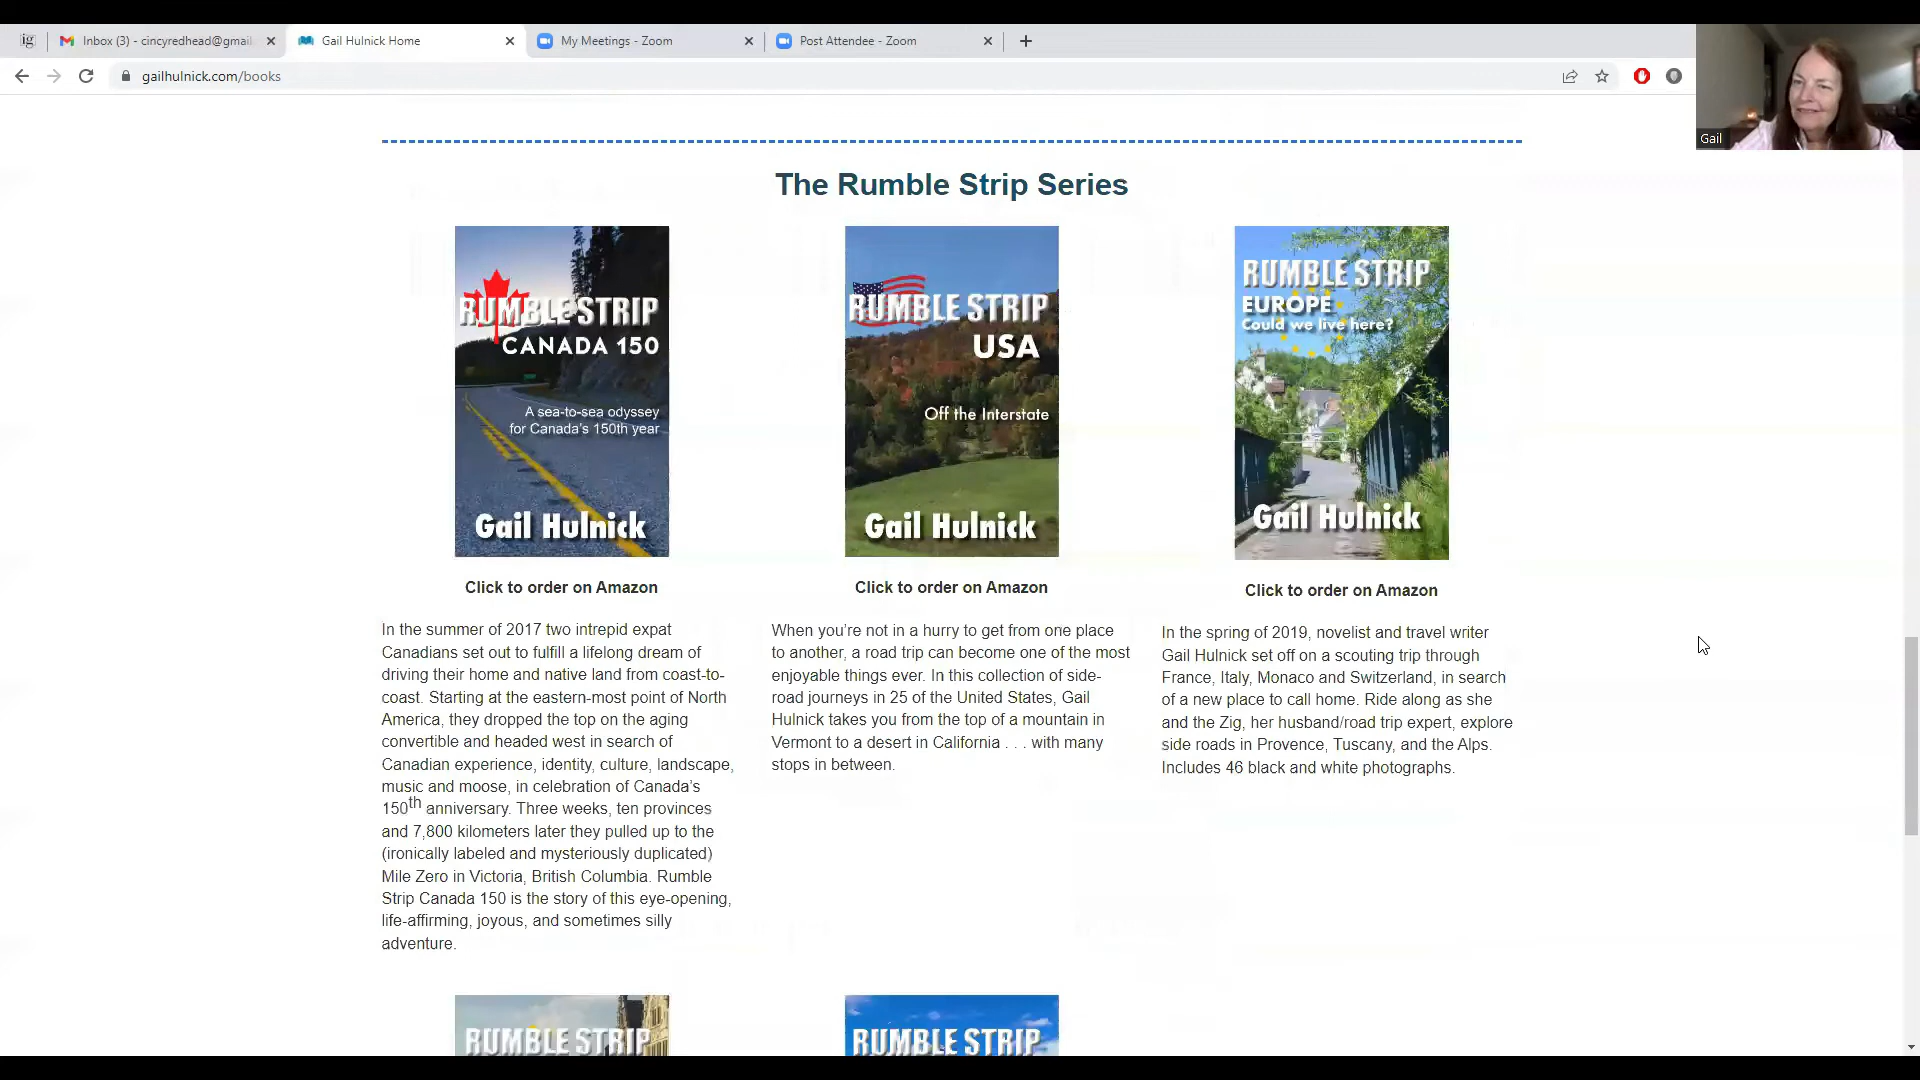 ig
Inbox (3) - cincyredhead@gmail
Gail Hulnick Home
My Meetings - Zoom
Post Attendee - Zoom
gailhulnick.com/books
Gail
The Rumble Strip Series
RUMBLE STRIP
CANADA 150
A sea-to-sea odyssey
for Canada's 150th year
Gail Hulnick
RUMBLE STRIP
USA
Off the Interstate
Gail Hulnick
RUMBLE STRIP
EUROPE
Could we live here?
Gail Hulnick
Click to order on Amazon
Click to order on Amazon
Click to order on Amazon
In the summer of 2017 two intrepid expat
Canadians set out to fulfill a lifelong dream of
driving their home and native land from coast-to-
coast. Starting at the eastern-most point of North
America, they dropped the top on the aging
convertible and headed west in search of
Canadian experience, identity, culture, landscape,
music and moose, in celebration of Canada's
150th anniversary. Three weeks, ten provinces
and 7,800 kilometers later they pulled up to the
(ironically labeled and mysteriously duplicated)
Mile Zero in Victoria, British Columbia. Rumble
Strip Canada 150 is the story of this eye-opening,
life-affirming, joyous, and sometimes silly
adventure.
When you're not in a hurry to get from one place
to another, a road trip can become one of the most
enjoyable things ever. In this collection of side-
road journeys in 25 of the United States, Gail
Hulnick takes you from the top of a mountain in
Vermont to a desert in California . . . with many
stops in between.
In the spring of 2019, novelist and travel writer
Gail Hulnick set off on a scouting trip through
France, Italy, Monaco and Switzerland, in search
of a new place to call home. Ride along as she
and the Zig, her husband/road trip expert, explore
side roads in Provence, Tuscany, and the Alps.
Includes 46 black and white photographs.
RUMBLE STRIP
RUMBLE STRIP